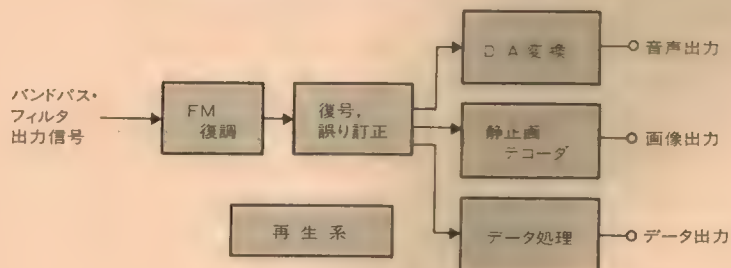 バンドパス・
フィルタ
出力信号
FM
復調
復号,
誤り訂正
D A 変換
音声出力
静止画
デコーダ
画像出力
データ処理
データ出力
再生系